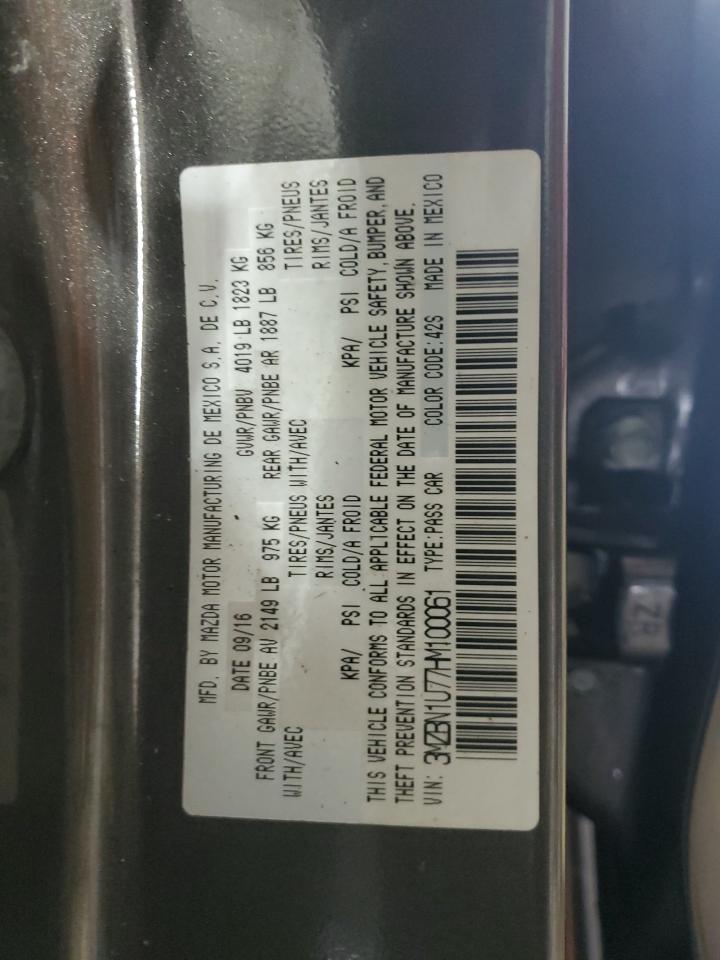 MFD. BY MAZDA MOTOR MANUFACTURING DE MEXICO S.A. DE C.V.
DATE 09/16 GVWR/PNBV 4019 LB 1823 KG
FRONT GAWR/PNBE AV 2149 LB 975 KG REAR GAWR/PNBE AR 1887 LB 856 KG
WITH/AVEC TIRES/PNEUS WITH/AVEC TIRES/PNEUS
RIMS/JANTES RIMS/JANTES
KPA/ PSI COLD/A FROID KPA/ PSI COLD/A FROID
THIS VEHICLE CONFORMS TO ALL APPLICABLE FEDERAL MOTOR VEHICLE SAFETY, BUMPER, AND
THEFT PREVENTION STANDARDS IN EFFECT ON THE DATE OF MANUFACTURE SHOWN ABOVE.
VIN: 3MZBN1U77HM100061 TYPE:PASS CAR COLOR CODE:42S MADE IN MEXICO
ZR